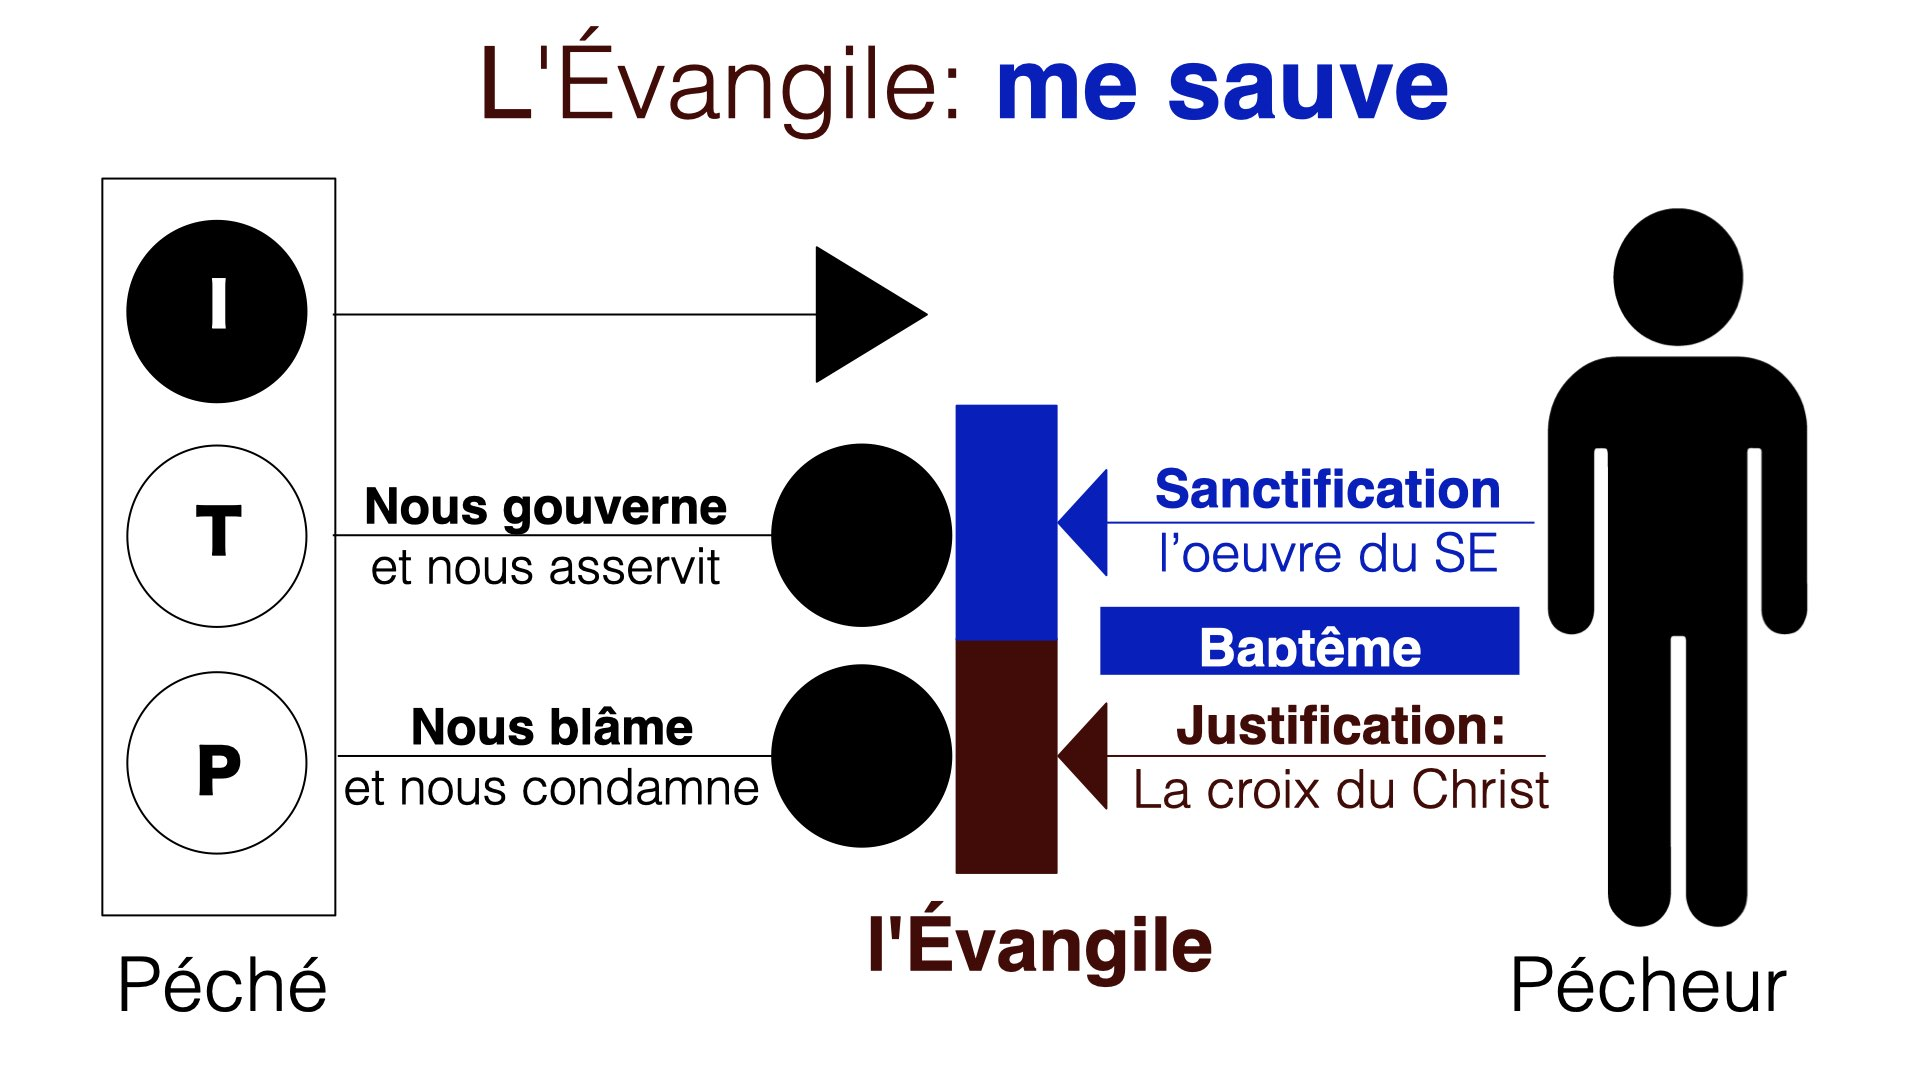 L'Évangile: me sauve
I
T
Nous gouverne
et nous asservit
Sanctification
l’oeuvre du SE
Baptême
P
Nous blâme
et nous condamne
Justification:
La croix du Christ
l'Évangile
Péché
Pécheur